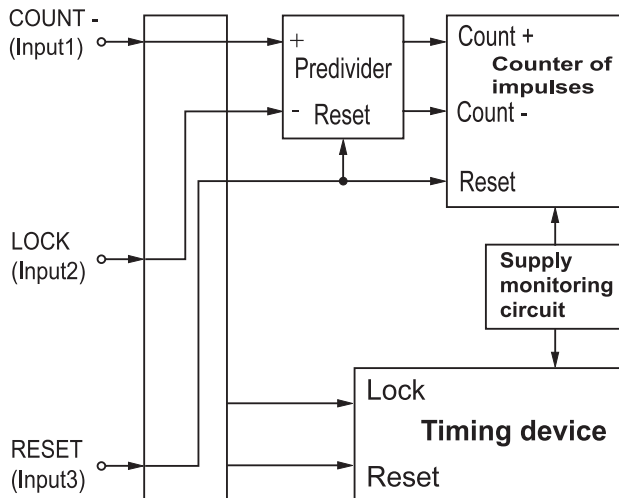 COUNT -
(Input1)
+
Predivider
-
Reset
Count +
Counter of
impulses
Count -
Reset
LOCK
(Input2)
Supply
monitoring
circuit
Lock
Timing device
RESET
(Input3)
Reset